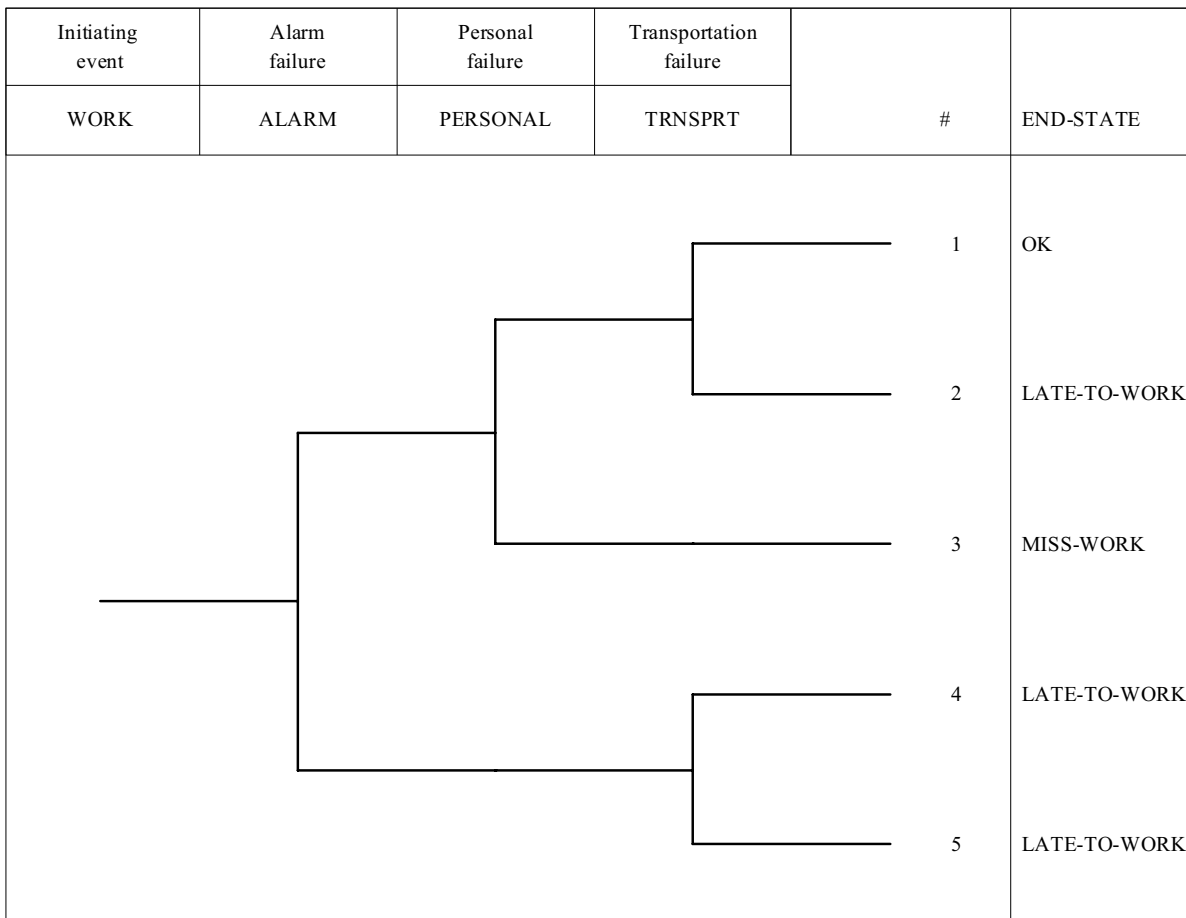 Initiating
event
Alarm
failure
Personal
failure
Transportation
failure
WORK
ALARM
PERSONAL
TRNSPRT
#
END-STATE
1
OK
2
LATE-TO-WORK
3
MISS-WORK
4
LATE-TO-WORK
5
LATE-TO-WORK